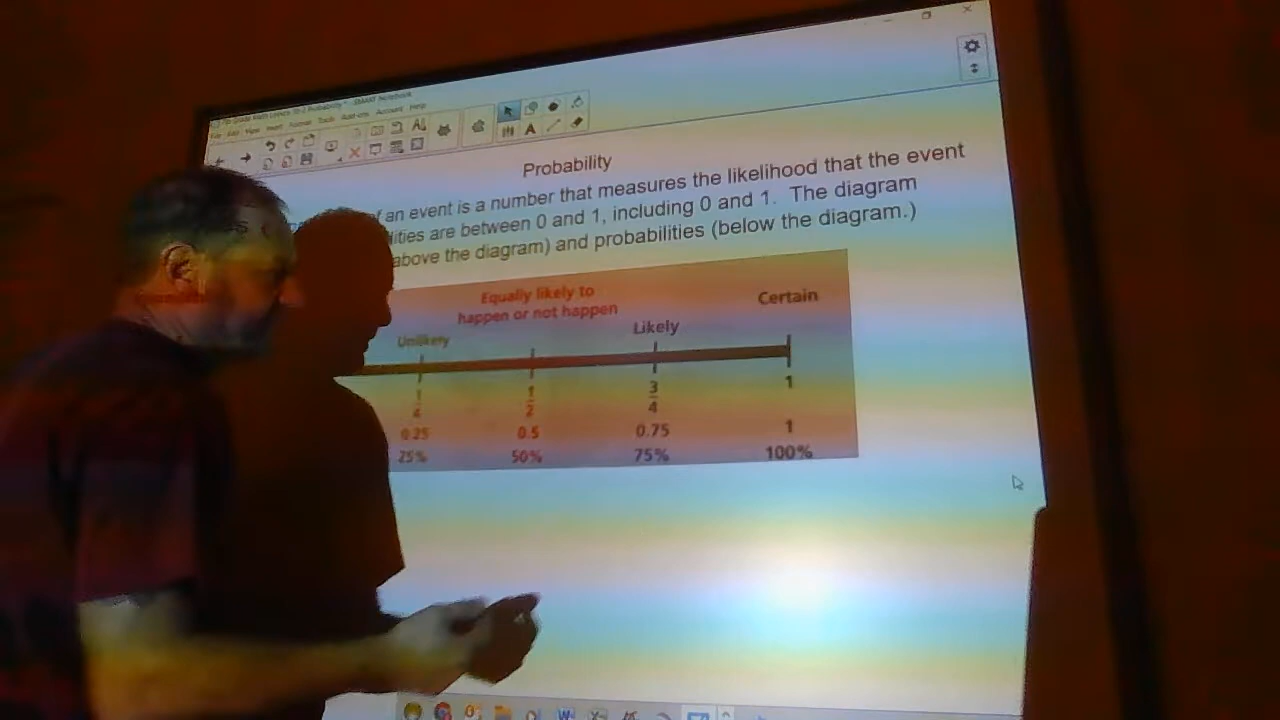 Probability
of an event is a number that measures the likelihood that the event
are between 0 and 1, including 0 and 1. The diagram
above the diagram) and probabilities (below the diagram.)
Equally likely to
happen or not happen
Certain
Unlikely
Likely
1/4 1/2 3/4 1
0.25 0.5 0.75 1
25% 50% 75% 100%